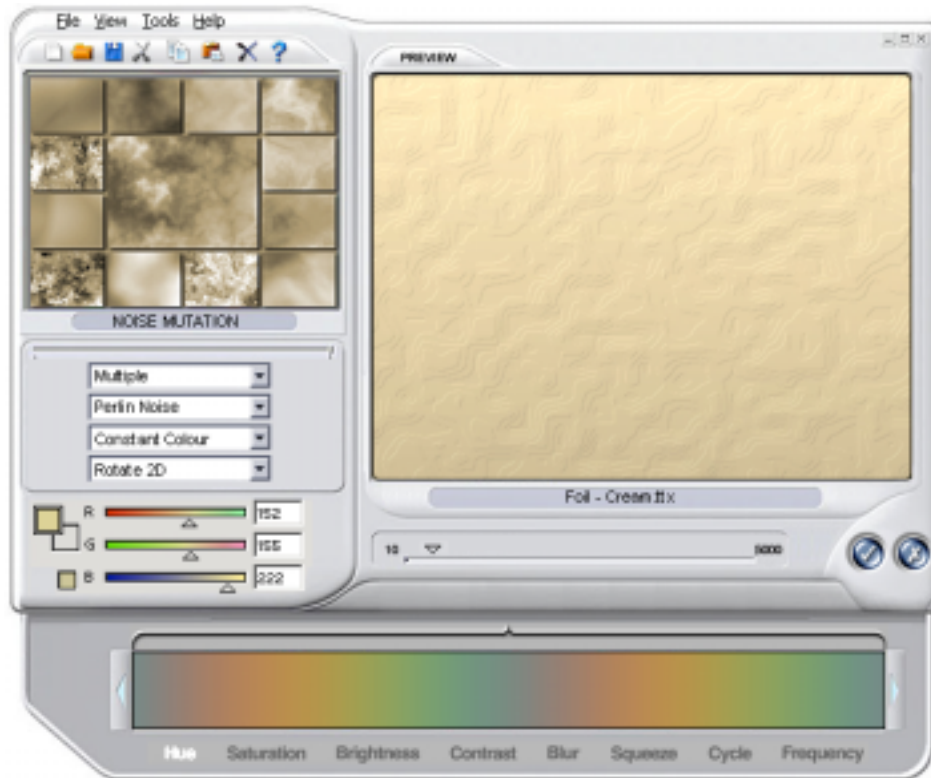 File View Tools Help
PREVIEW
NOISE MUTATION
Multiple
Perlin Noise
Constant Colour
Rotate 2D
Foil - Cream.ftx
R 152
G 155
B 222
10 5000
Hue Saturation Brightness Contrast Blur Squeeze Cycle Frequency